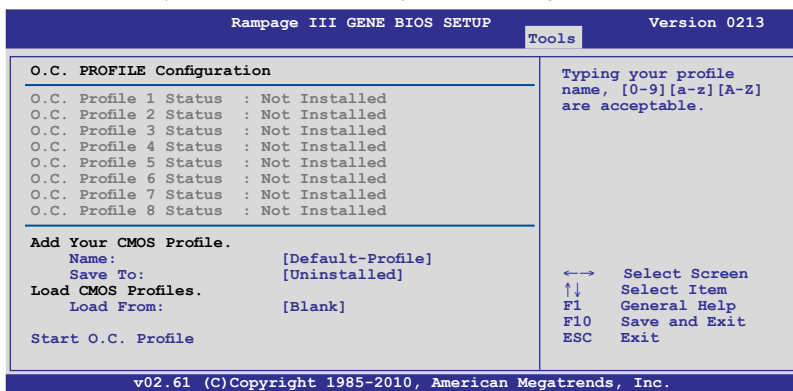 Rampage III GENE BIOS SETUP Version 0213
Tools
O.C. PROFILE Configuration
O.C. Profile 1 Status : Not Installed
O.C. Profile 2 Status : Not Installed
O.C. Profile 3 Status : Not Installed
O.C. Profile 4 Status : Not Installed
O.C. Profile 5 Status : Not Installed
O.C. Profile 6 Status : Not Installed
O.C. Profile 7 Status : Not Installed
O.C. Profile 8 Status : Not Installed
Add Your CMOS Profile.
Name: [Default-Profile]
Save To: [Uninstalled]
Load CMOS Profiles.
Load From: [Blank]
Start O.C. Profile
Typing your profile
name, [0-9][a-z][A-Z]
are acceptable.
←→ Select Screen
↑↓ Select Item
F1 General Help
F10 Save and Exit
ESC Exit
v02.61 (C)Copyright 1985-2010, American Megatrends, Inc.